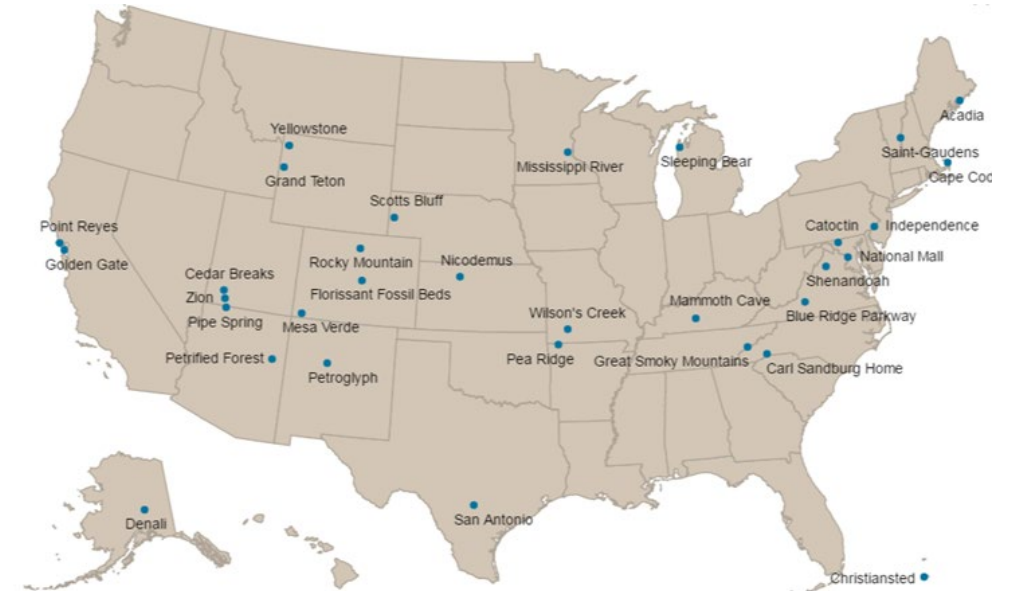 Acadia
Yellowstone
Saint-Gaudens
Mississippi River
Sleeping Bear
Grand Teton
Cape Coc
Scotts Bluff
Point Reyes
Catoctin
Independence
Golden Gate
Rocky Mountain
Nicodemus
National Mall
Cedar Breaks
Shenandoah
Zion
Florissant Fossil Beds
Mammoth Cave
Wilson's Creek
Blue Ridge Parkway
Pipe Spring
Mesa Verde
Petrified Forest
Pea Ridge
Great Smoky Mountains
Carl Sandburg Home
Petroglyph
San Antonio
Denali
Christiansted